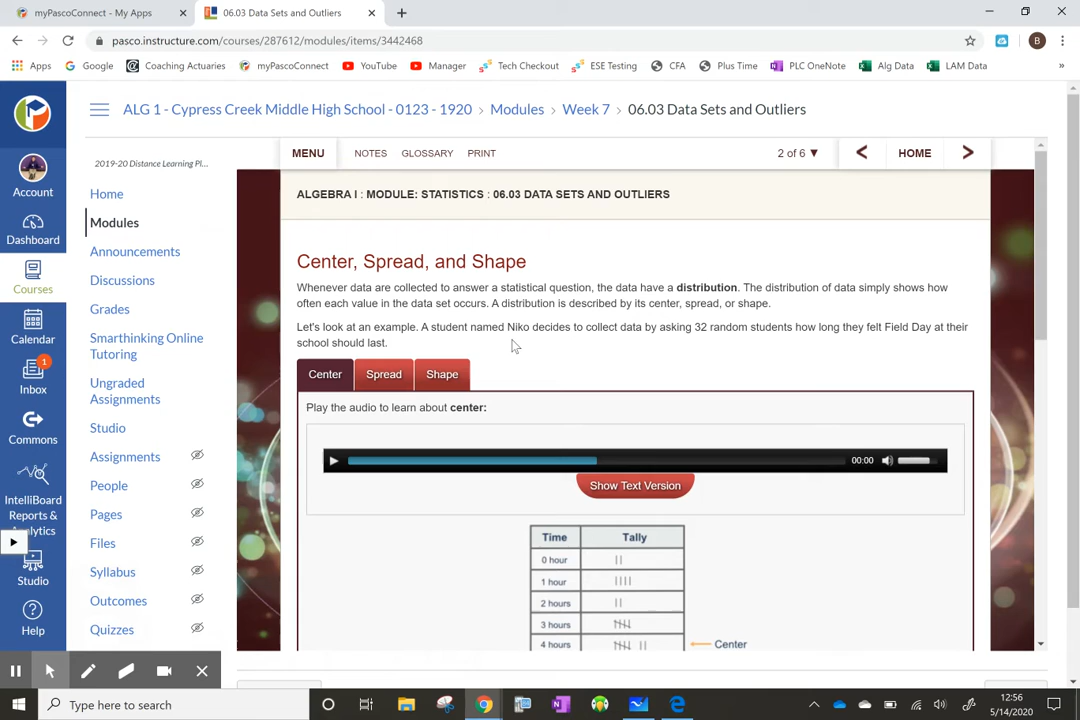 myPascoConnect - My Apps
06.03 Data Sets and Outliers
pasco.instructure.com/courses/287612/modules/items/3442468
B
Apps
Google
Coaching Actuaries
myPascoConnect
YouTube
Manager
Tech Checkout
ESE Testing
CFA
Plus Time
PLC OneNote
Alg Data
LAM Data
ALG 1 - Cypress Creek Middle High School - 0123 - 1920 > Modules > Week 7 > 06.03 Data Sets and Outliers
Account
Dashboard
Courses
Calendar
1
Inbox
Commons
IntelliBoard
Reports &
Analytics
Studio
Help
2019-20 Distance Learning Pl...
Home
Modules
Announcements
Discussions
Grades
Smarthinking Online
Tutoring
Ungraded
Assignments
Studio
Assignments
People
Pages
Files
Syllabus
Outcomes
Quizzes
MENU NOTES GLOSSARY PRINT 2 of 6 HOME
ALGEBRA I : MODULE: STATISTICS : 06.03 DATA SETS AND OUTLIERS
Center, Spread, and Shape
Whenever data are collected to answer a statistical question, the data have a distribution. The distribution of data simply shows how
often each value in the data set occurs. A distribution is described by its center, spread, or shape.
Let's look at an example. A student named Niko decides to collect data by asking 32 random students how long they felt Field Day at their
school should last.
Center Spread Shape
Play the audio to learn about center:
00:00
Show Text Version
Time Tally
0 hour
1 hour
2 hours
3 hours
4 hours Center
Type here to search
12:56
5/14/2020